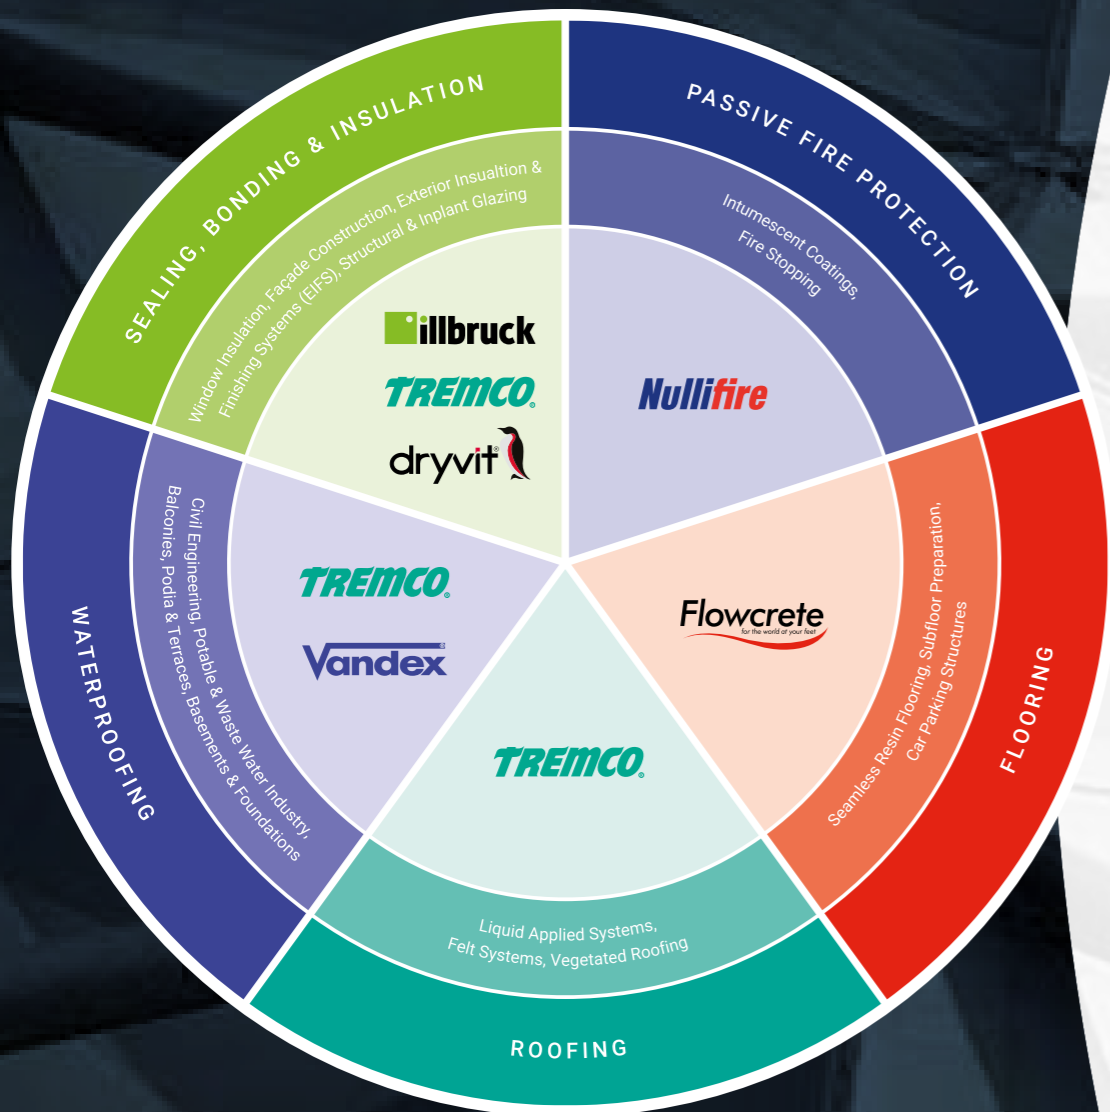 SEALING, BONDING & INSULATION
Window Insulation, Façade Construction, Exterior Insualtion &
Finishing Systems (EIFS), Structural & Inplant Glazing
illbruck
TREMCO®
dryvit®
PASSIVE FIRE PROTECTION
Intumescent Coatings,
Fire Stopping
Nullifire
FLOORING
Seamless Resin Flooring, Subfloor Preparation,
Car Parking Structures
Flowcrete
for the world at your feet
ROOFING
Liquid Applied Systems,
Felt Systems, Vegetated Roofing
TREMCO®
WATERPROOFING
Civil Engineering, Potable & Waste Water Industry,
Balconies, Podia & Terraces, Basements & Foundations
TREMCO®
Vandex®